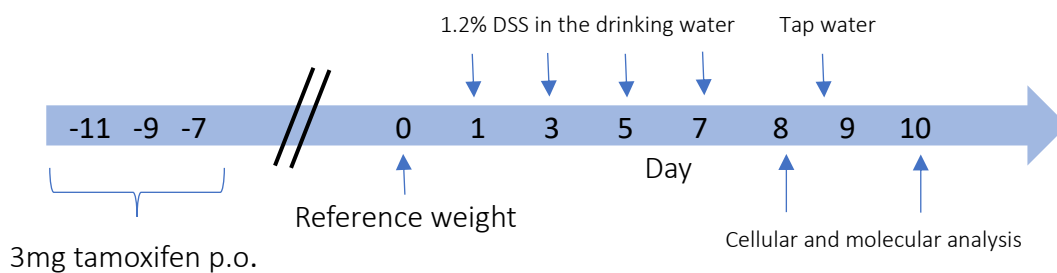 1.2% DSS in the drinking water Tap water
-11 -9 -7 0 1 3 5 7 8 9 10
Day
Reference weight
3mg tamoxifen p.o.
Cellular and molecular analysis